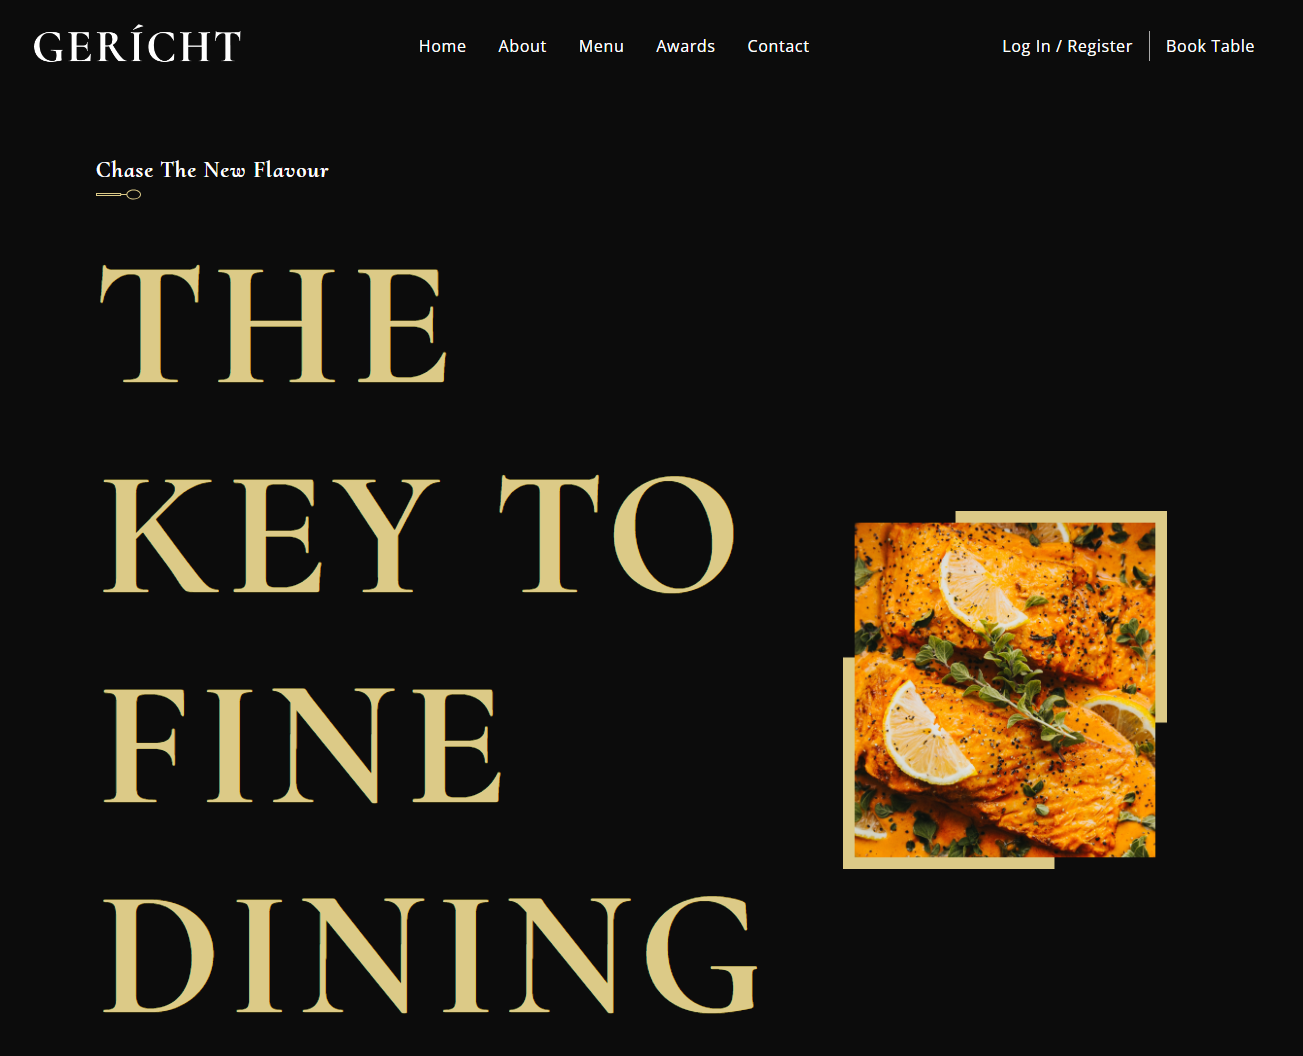 GERÍCHT
Home About Menu Awards Contact
Log In / Register Book Table
Chase The New Flavour
THE
KEY TO
FINE
DINING